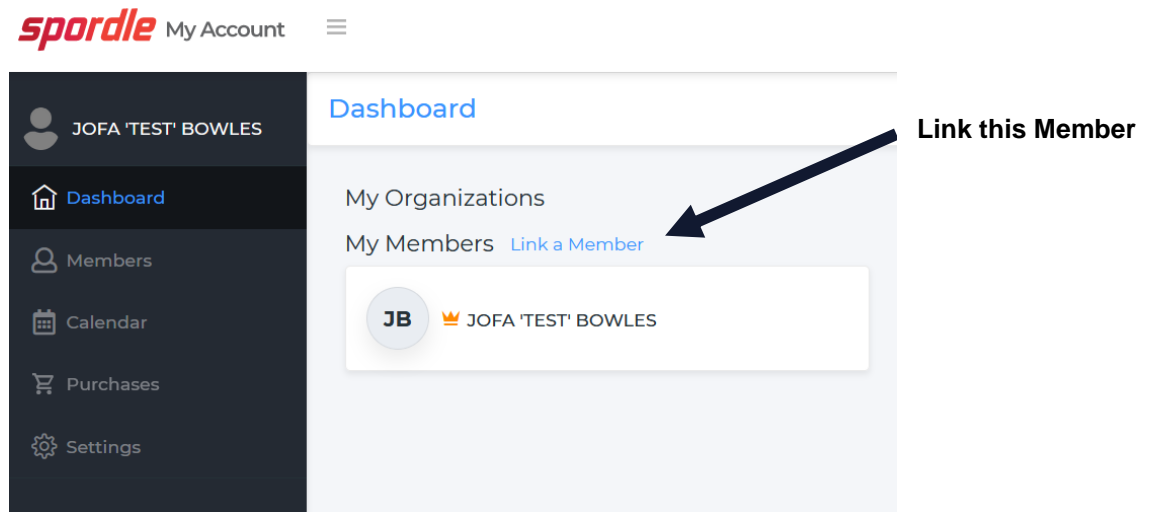 spordle My Account
JOFA 'TEST' BOWLES
Dashboard
Members
Calendar
Purchases
Settings
Dashboard
My Organizations
My Members Link a Member
JB JOFA 'TEST' BOWLES
Link this Member